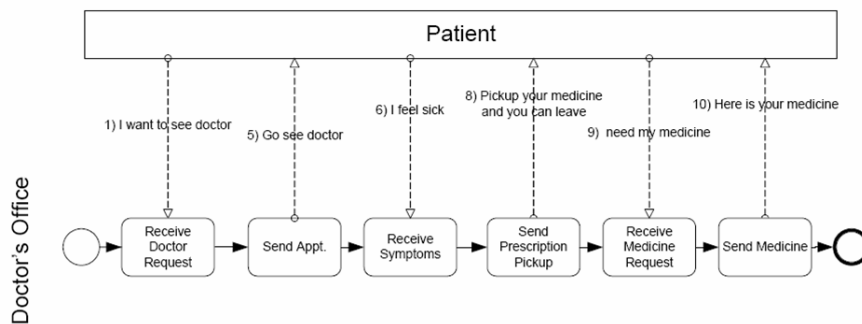 Patient
1) I want to see doctor
5) Go see doctor
6) I feel sick
8) Pickup your medicine
and you can leave
9)  need my medicine
10) Here is your medicine
Doctor's Office
Receive
Doctor
Request
Send Appt.
Receive
Symptoms
Send
Prescription
Pickup
Receive
Medicine
Request
Send Medicine